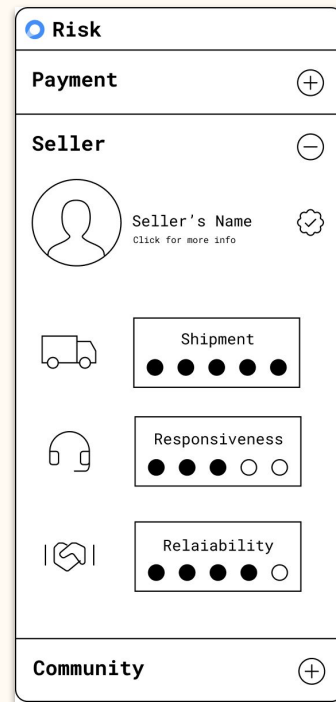 Risk
Payment
Seller
Seller's Name
Click for more info
Shipment
Responsiveness
Relaiability
Community